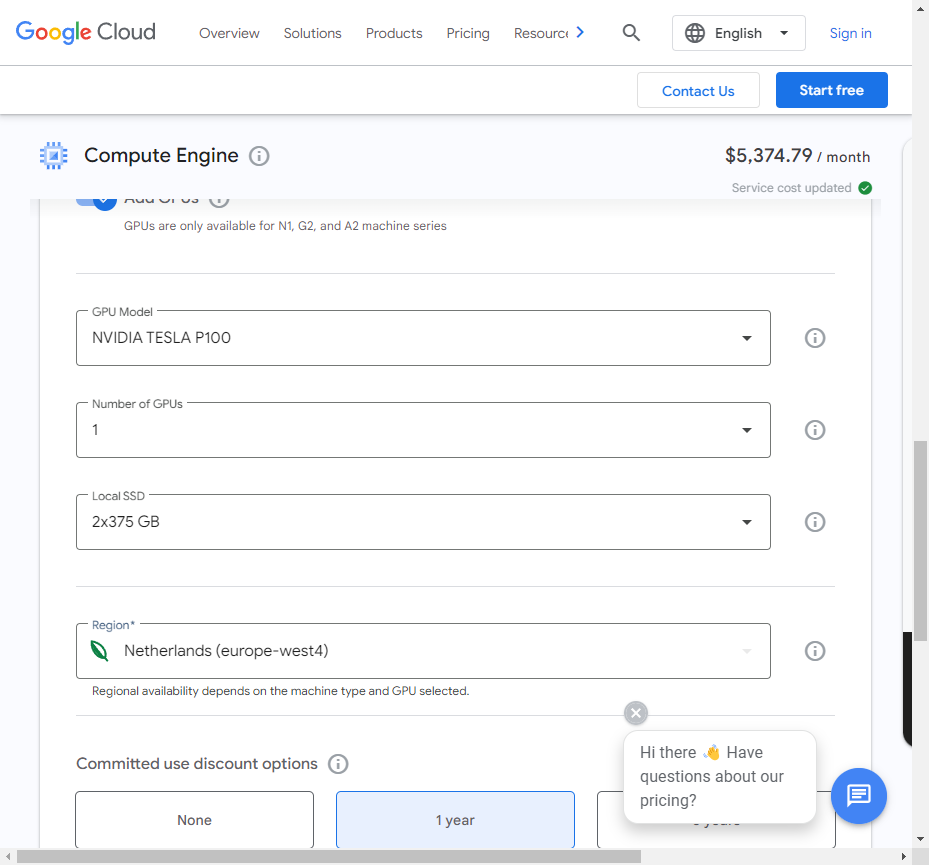 Google Cloud
Overview
Solutions
Products
Pricing
Resourc
English
Sign in
Contact Us
Start free
Compute Engine
$5,374.79 / month
Service cost updated
Add GPUs
GPUs are only available for N1, G2, and A2 machine series
GPU Model
NVIDIA TESLA P100
Number of GPUs
1
Local SSD
2x375 GB
Region*
Netherlands (europe-west4)
Regional availability depends on the machine type and GPU selected.
Committed use discount options
None
1 year
Hi there 👋 Have
questions about our
pricing?